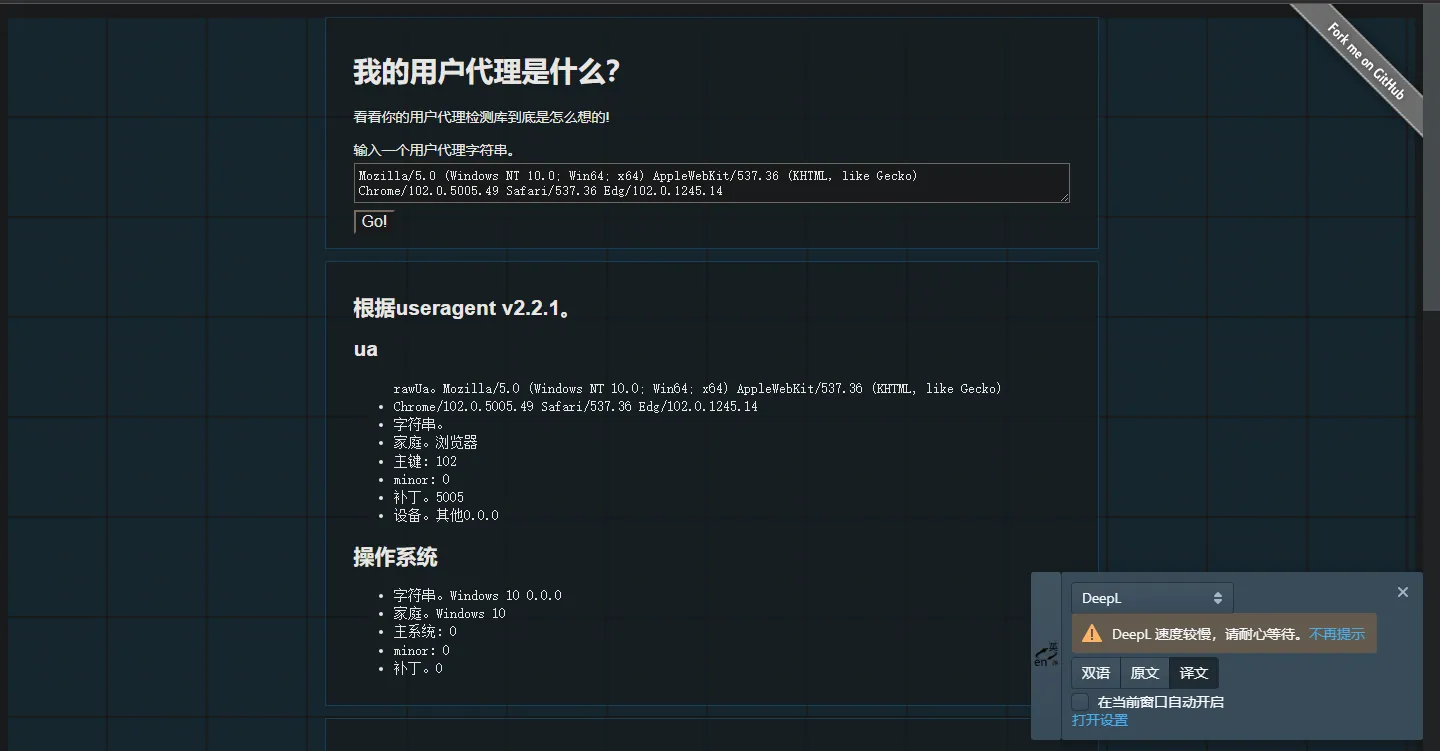 Fork me on GitHub
我的用户代理是什么?
看看你的用户代理检测库到底是怎么想的!
输入一个用户代理字符串。
Mozilla/5.0 (Windows NT 10.0; Win64; x64) AppleWebKit/537.36 (KHTML, like Gecko)
Chrome/102.0.5005.49 Safari/537.36 Edg/102.0.1245.14
Go!
根据useragent v2.2.1。
ua
rawUa。Mozilla/5.0 (Windows NT 10.0; Win64; x64) AppleWebKit/537.36 (KHTML, like Gecko)
Chrome/102.0.5005.49 Safari/537.36 Edg/102.0.1245.14
字符串。
家庭。浏览器
主键: 102
minor: 0
补丁。5005
设备。其他0.0.0
操作系统
字符串。Windows 10 0.0.0
家庭。Windows 10
主系统: 0
minor: 0
补丁。0
DeepL
DeepL 速度较慢，请耐心等待。不再提示
双语 原文 译文
在当前窗口自动开启
打开设置
英
en